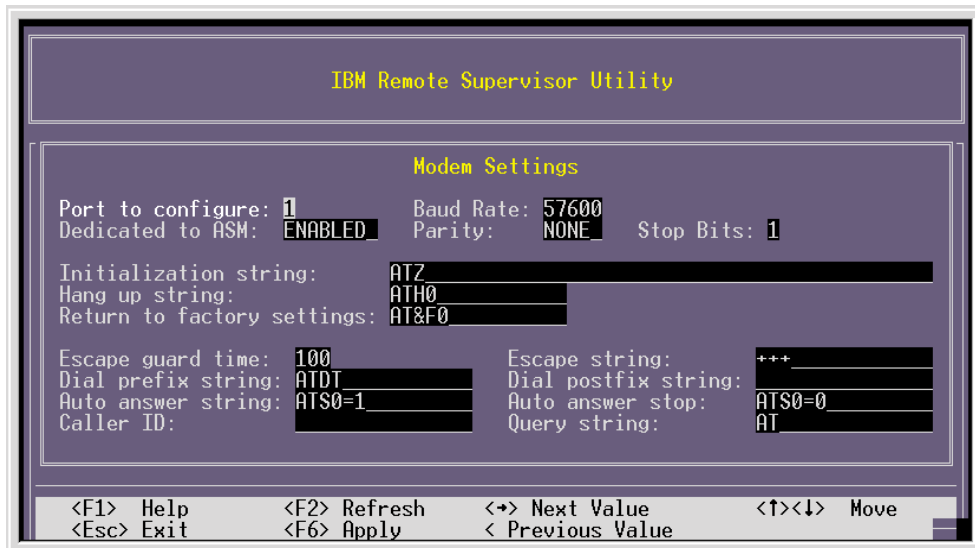 IBM Remote Supervisor Utility
Modem Settings
Port to configure: 1 Baud Rate: 57600
Dedicated to ASM: ENABLED_ Parity: NONE_ Stop Bits: 1
Initialization string: ATZ
Hang up string: ATH0
Return to factory settings: AT&F0
Escape guard time: 100 Escape string: +++
Dial prefix string: ATDT Dial postfix string:
Auto answer string: ATS0=1 Auto answer stop: ATS0=0
Caller ID: Query string: AT
<F1> Help <F2> Refresh <→> Next Value <↑><↓> Move
<Esc> Exit <F6> Apply < Previous Value